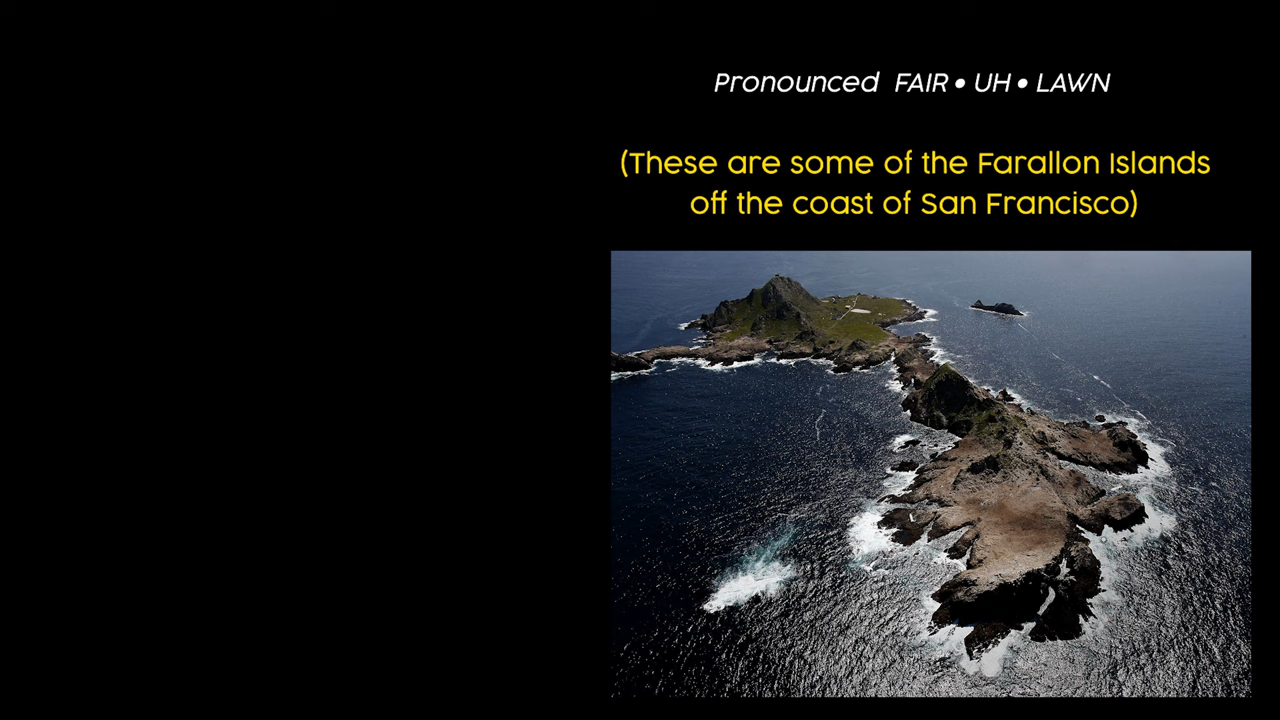 Pronounced FAIR • UH • LAWN
(These are some of the Farallon Islands
off the coast of San Francisco)